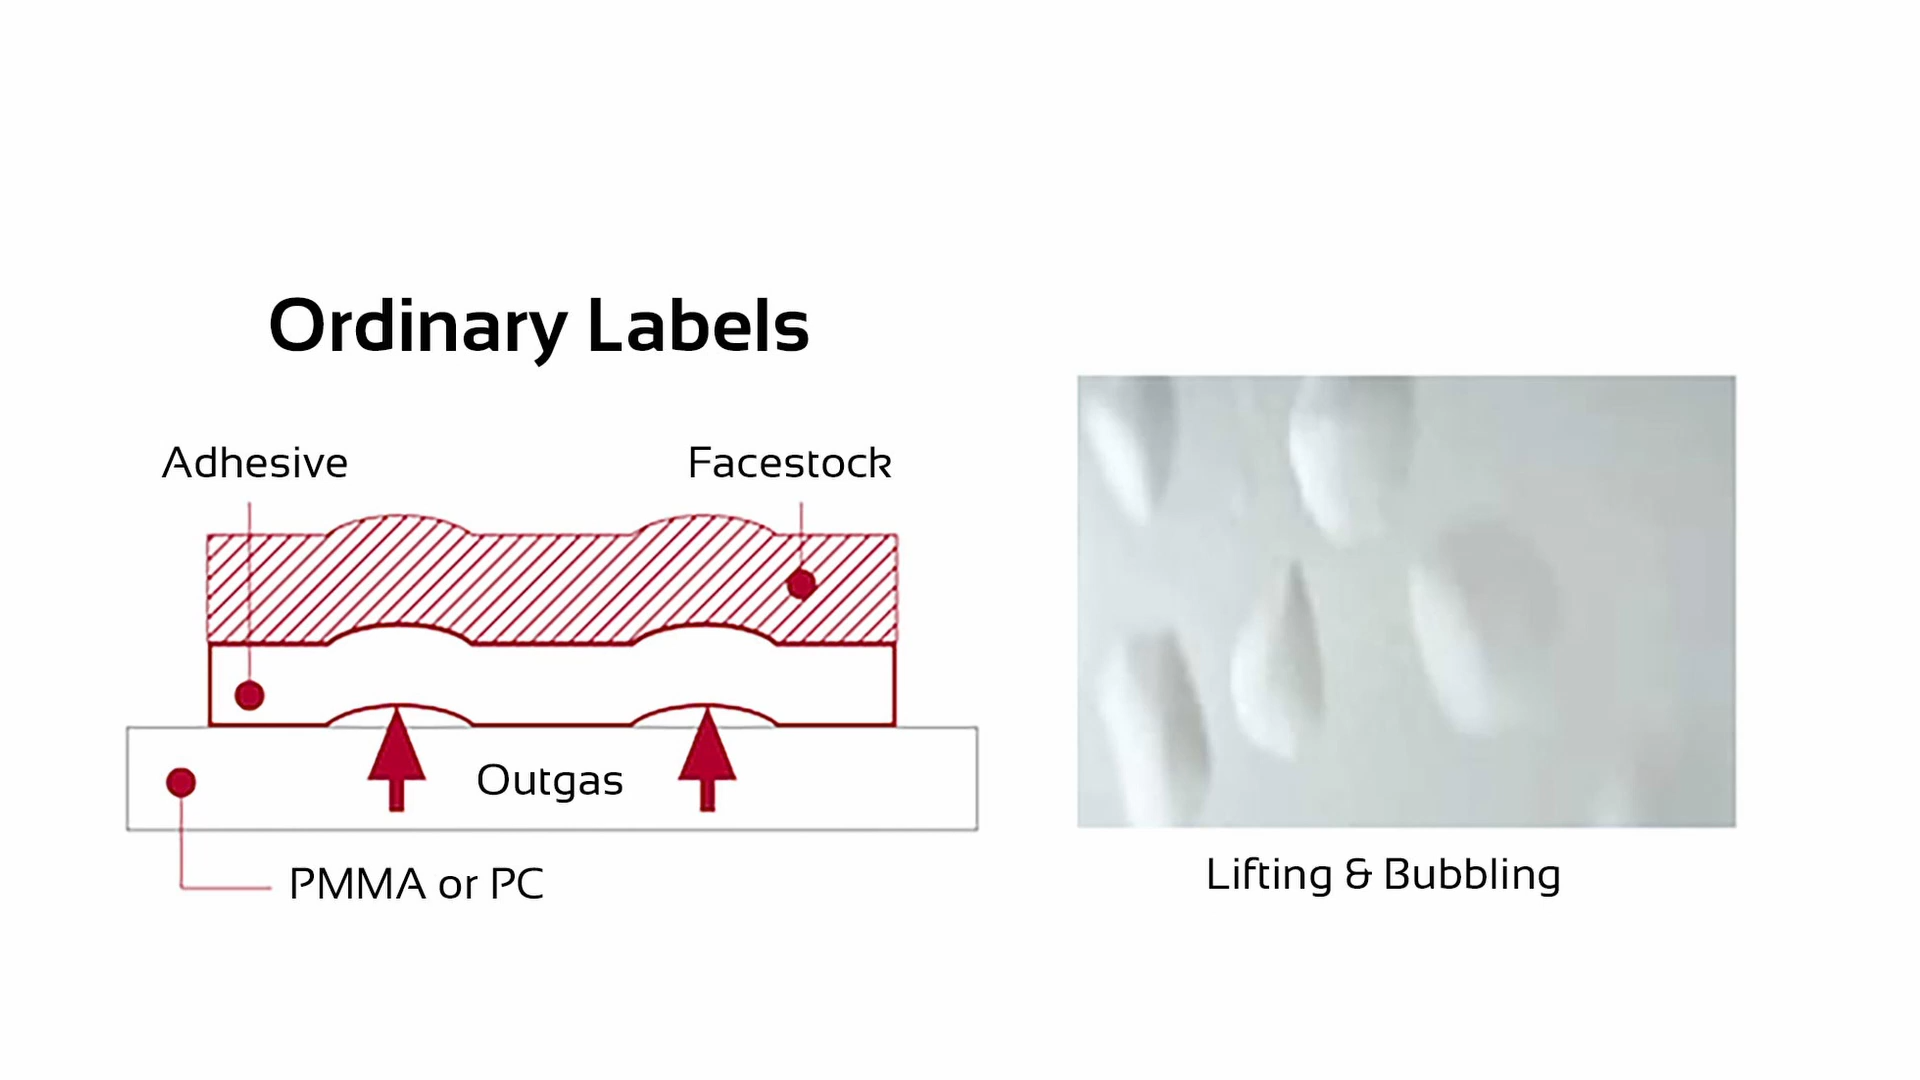 Ordinary Labels
Adhesive
Facestock
Outgas
PMMA or PC
Lifting & Bubbling